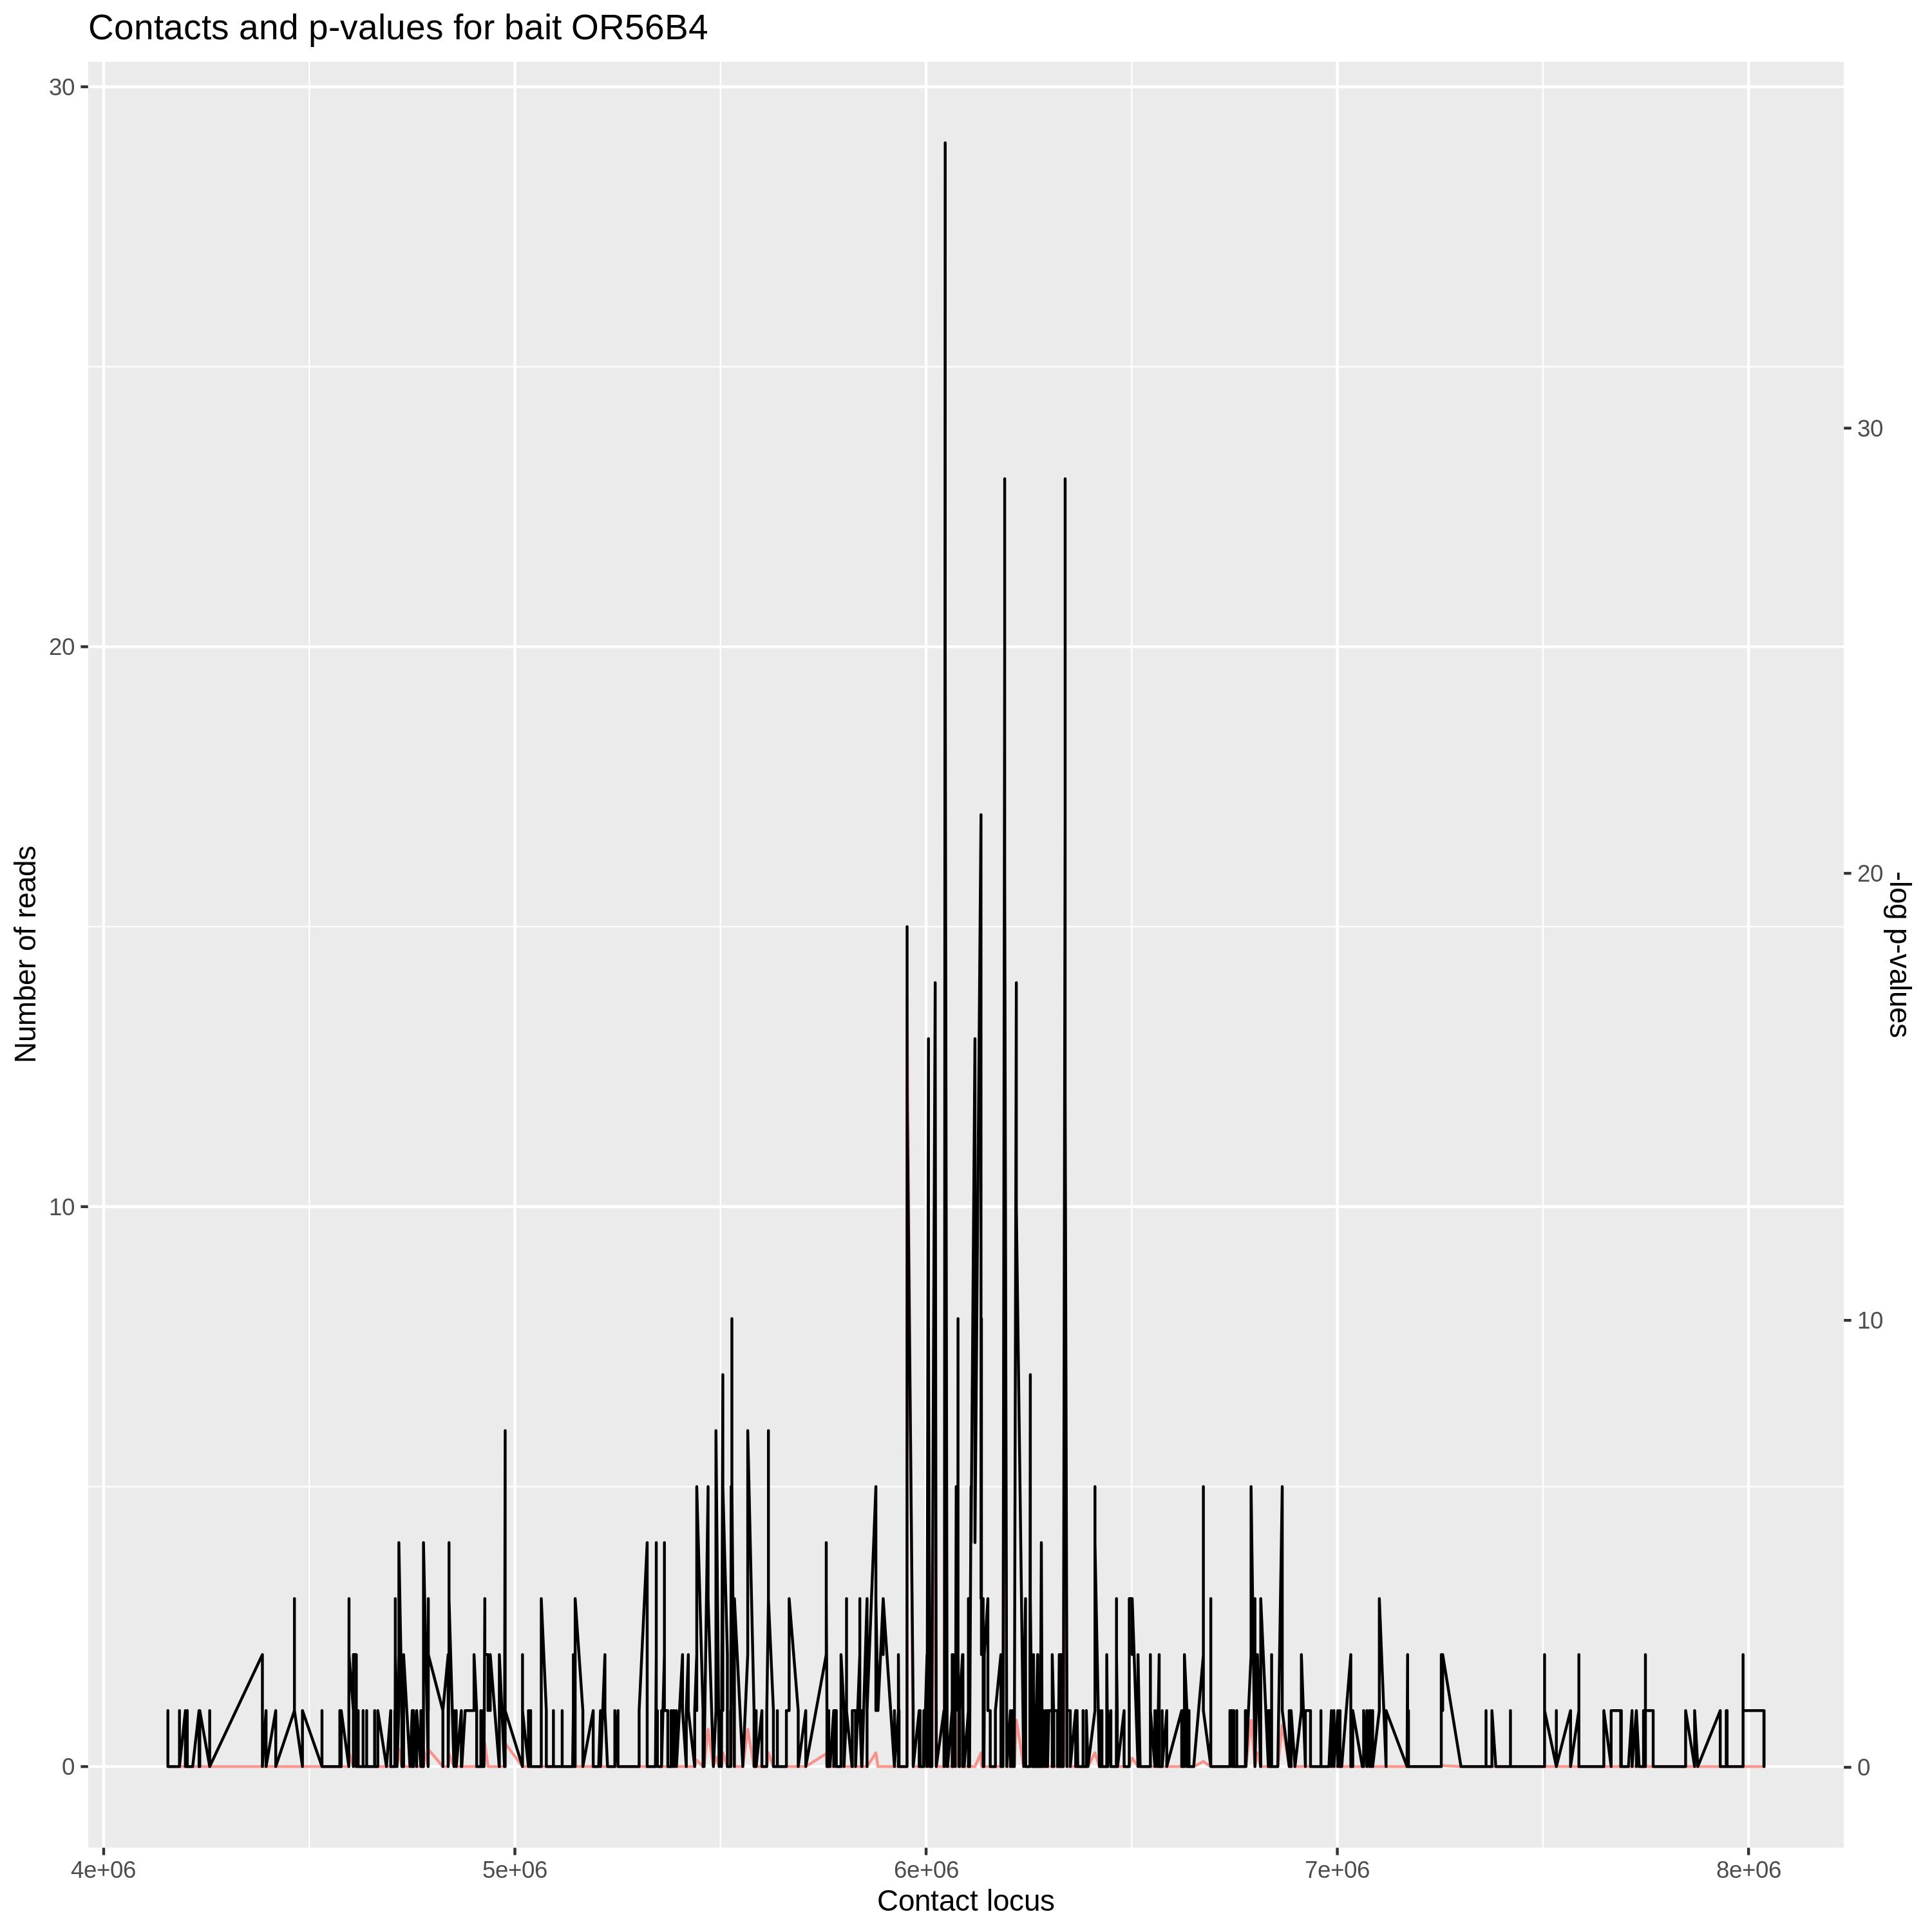 Contacts and p-values for bait OR56B4
30
20
10
0
30
20
10
0
Number of reads
-log p-values
4e+06 5e+06 6e+06 7e+06 8e+06
Contact locus